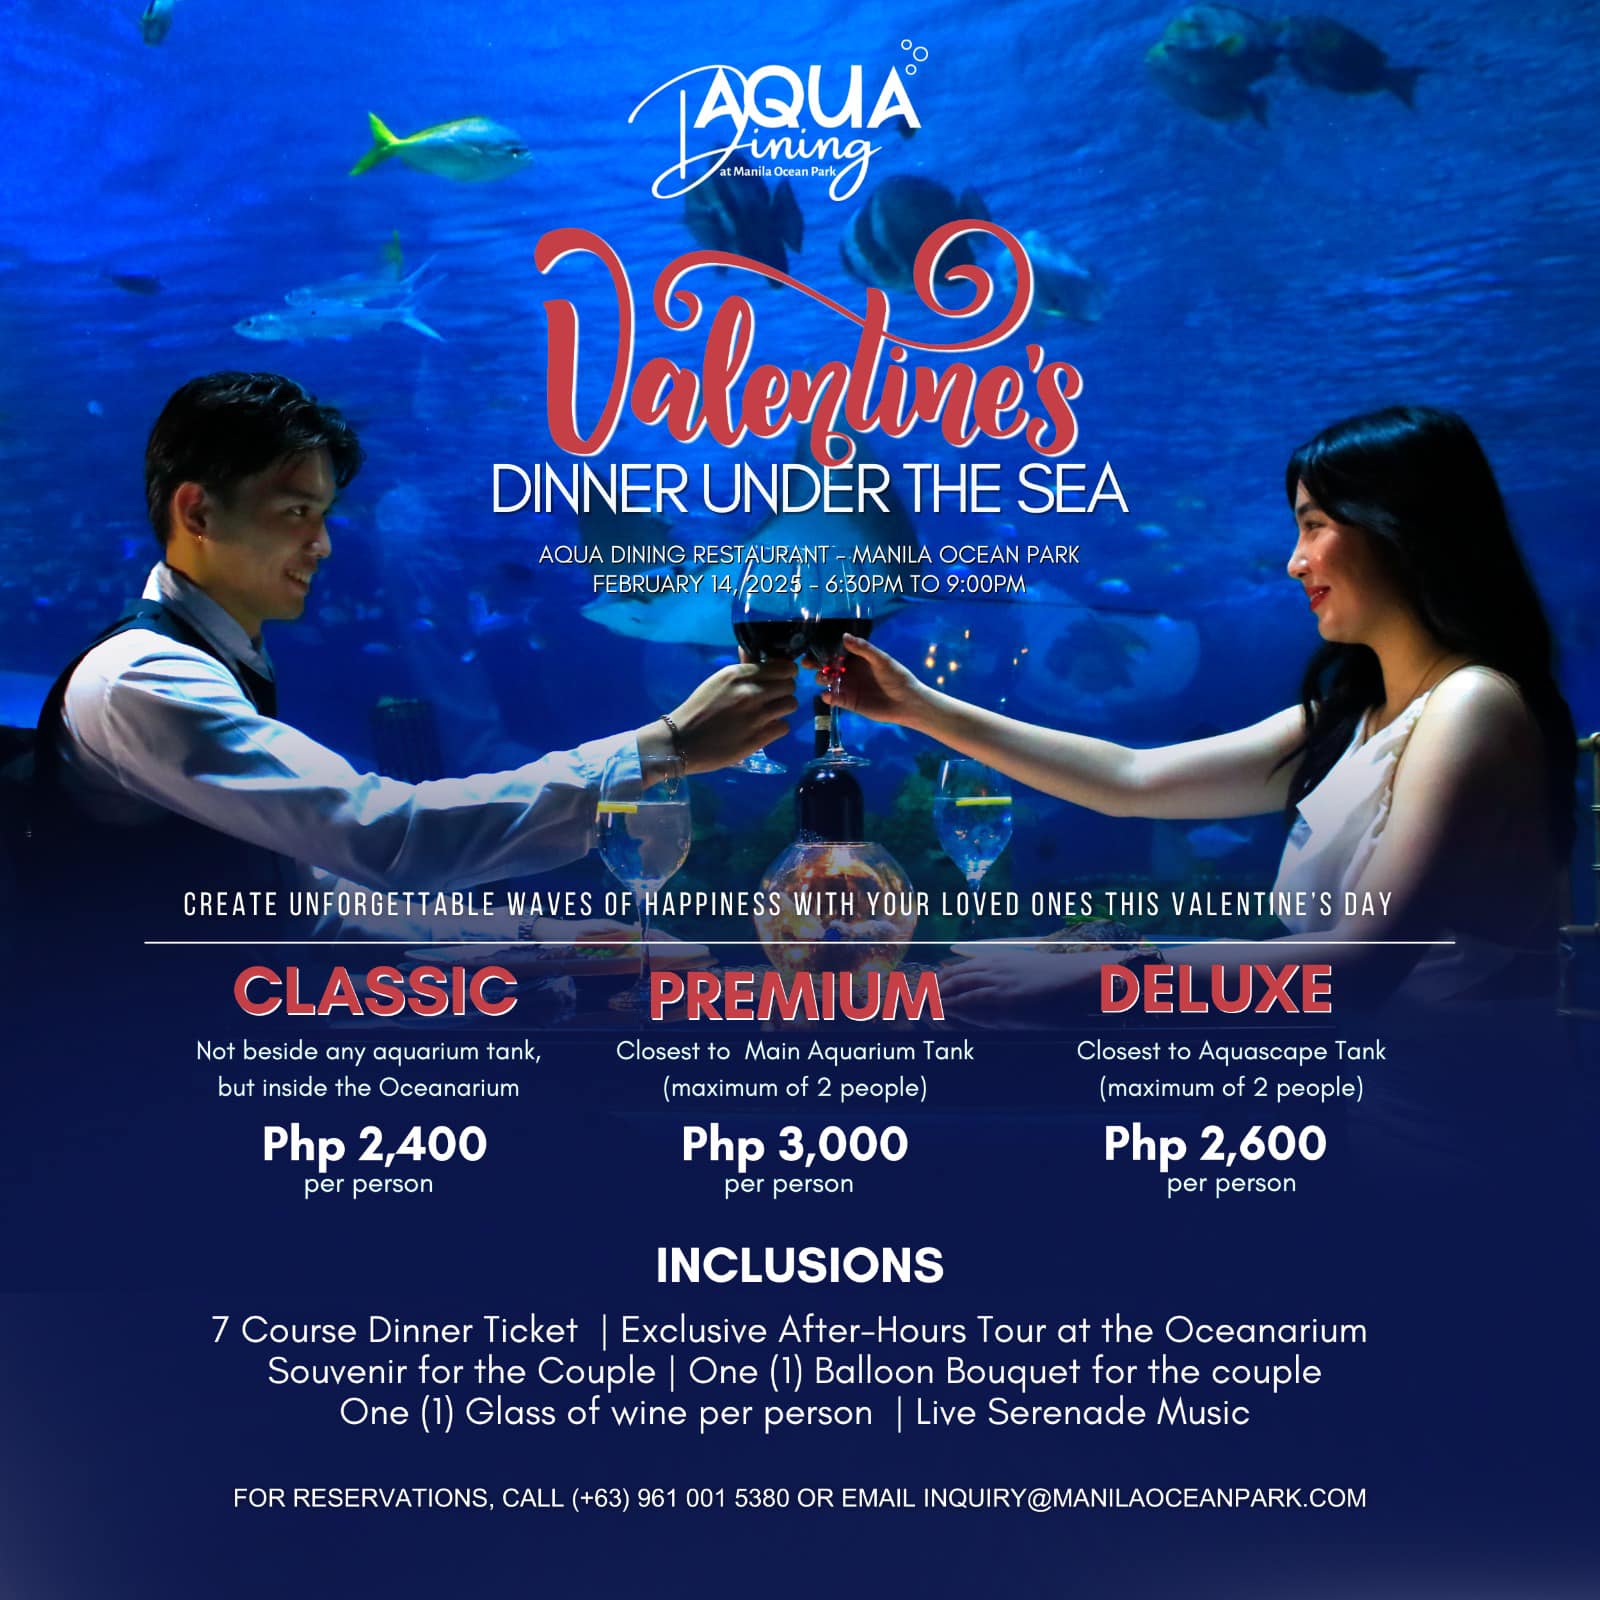 AQUA
Dining
at Manila Ocean Park
Valentine's
DINNER UNDER THE SEA
AQUA DINING RESTAURANT - MANILA OCEAN PARK
FEBRUARY 14, 2025 - 6:30PM TO 9:00PM
CREATE UNFORGETTABLE WAVES OF HAPPINESS WITH YOUR LOVED ONES THIS VALENTINE'S DAY
CLASSIC
Not beside any aquarium tank,
but inside the Oceanarium
Php 2,400
per person
PREMIUM
Closest to Main Aquarium Tank
(maximum of 2 people)
Php 3,000
per person
DELUXE
Closest to Aquascape Tank
(maximum of 2 people)
Php 2,600
per person
INCLUSIONS
7 Course Dinner Ticket | Exclusive After-Hours Tour at the Oceanarium
Souvenir for the Couple | One (1) Balloon Bouquet for the couple
One (1) Glass of wine per person | Live Serenade Music
FOR RESERVATIONS, CALL (+63) 961 001 5380 OR EMAIL INQUIRY@MANILAOCEANPARK.COM